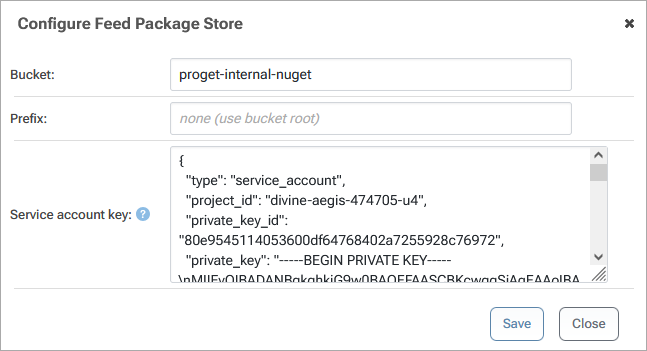 Configure Feed Package Store
Bucket: proget-internal-nuget
Prefix: none (use bucket root)
Service account key:
{
"type": "service_account",
"project_id": "divine-aegis-474705-u4",
"private_key_id":
"80e9545114053600df64768402a7255928c76972",
"private_key": "-----BEGIN PRIVATE KEY-----
Save Close